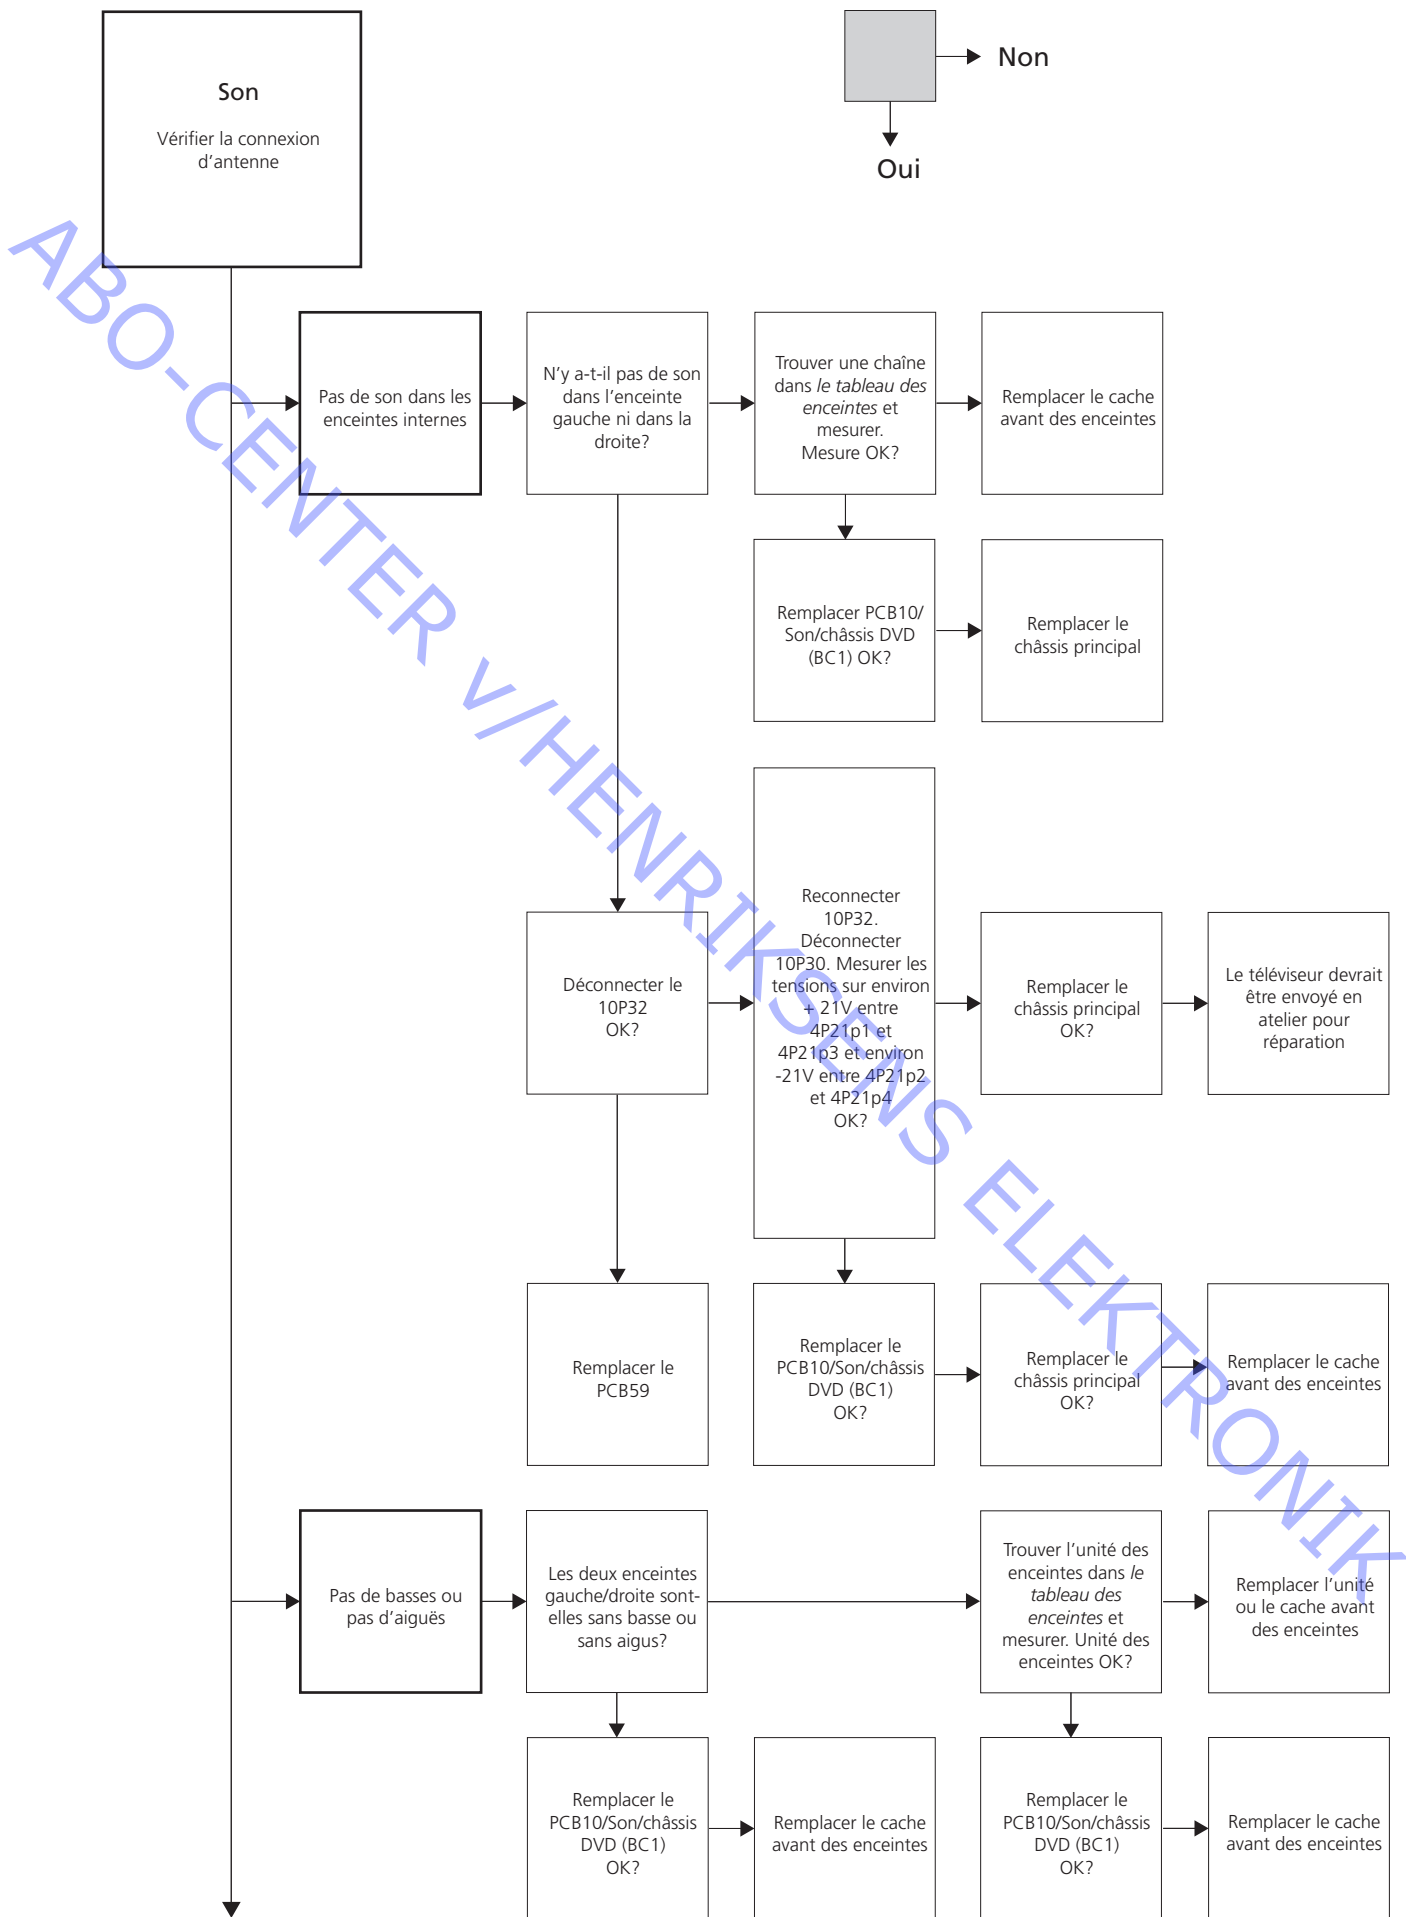 Son
Vérifier la connexion
d'antenne
Non
Oui
Pas de son dans les
enceintes internes
N'y a-t-il pas de son
dans l'enceinte
gauche ni dans la
droite?
Trouver une chaîne
dans le tableau des
enceintes et
mesurer.
Mesure OK?
Remplacer le cache
avant des enceintes
Remplacer PCB10/
Son/châssis DVD
(BC1) OK?
Remplacer le
châssis principal
Déconnecter le
10P32
OK?
Reconnecter
10P32.
Déconnecter
10P30. Mesurer les
tensions sur environ
+ 21V entre
4P21p1 et
4P21p3 et environ
-21V entre 4P21p2
et 4P21p4
OK?
Remplacer le
châssis principal
OK?
Le téléviseur devrait
être envoyé en
atelier pour
réparation
Remplacer le
PCB59
Remplacer le
PCB10/Son/châssis
DVD (BC1)
OK?
Remplacer le
châssis principal
OK?
Remplacer le cache
avant des enceintes
Pas de basses ou
pas d'aiguës
Les deux enceintes
gauche/droite sont-
elles sans basse ou
sans aigus?
Trouver l'unité des
enceintes dans le
tableau des
enceintes et
mesurer. Unité des
enceintes OK?
Remplacer l'unité
ou le cache avant
des enceintes
Remplacer le
PCB10/Son/châssis
DVD (BC1)
OK?
Remplacer le cache
avant des enceintes
Remplacer le
PCB10/Son/châssis
DVD (BC1)
OK?
Remplacer le cache
avant des enceintes
ABO-CENTER v/HENRIKSENS ELEKTRONIK